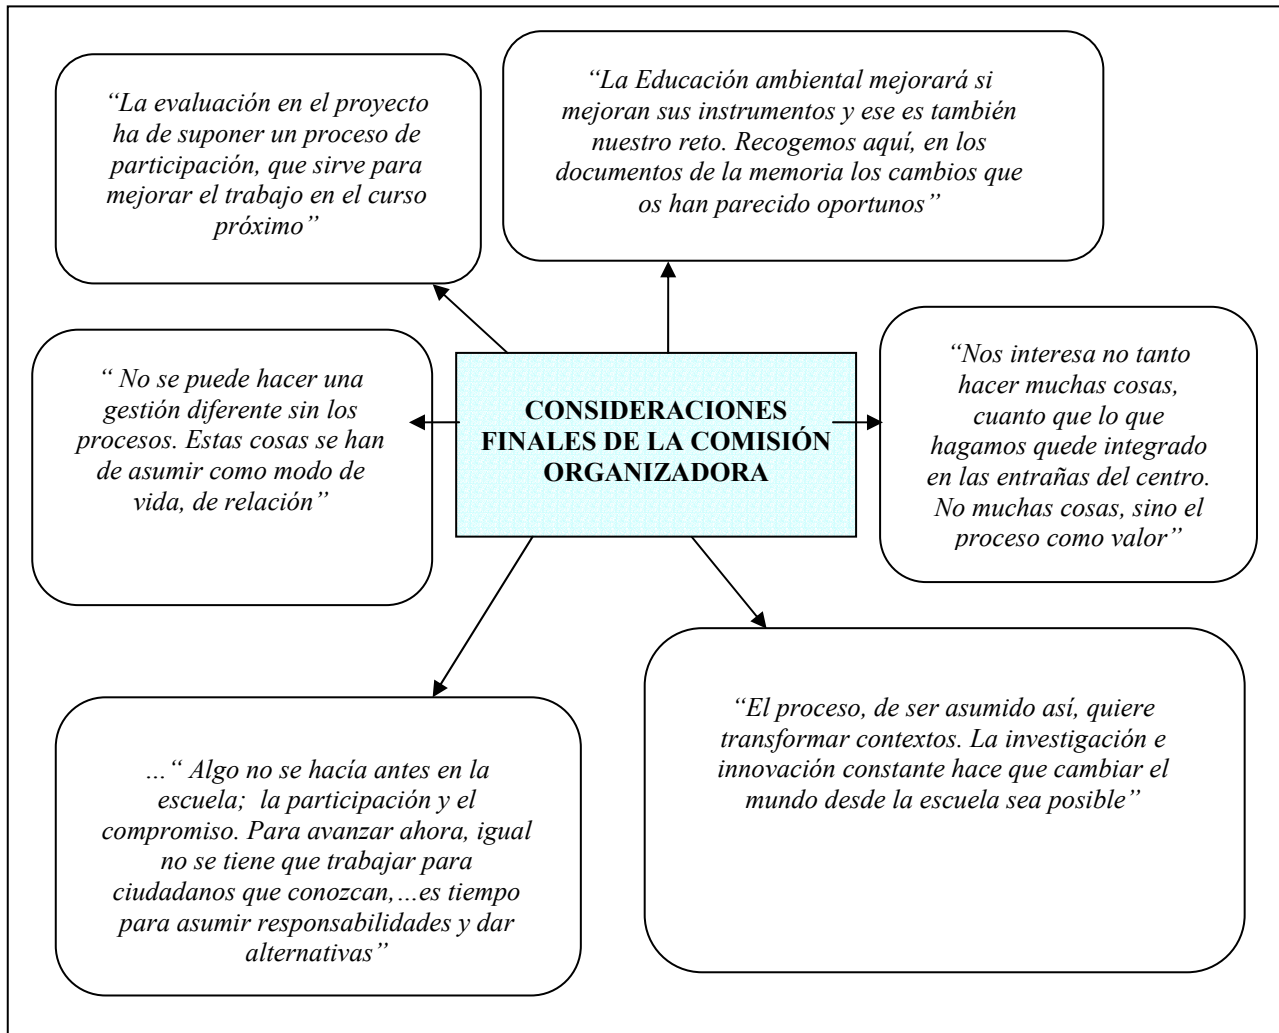 “La evaluación en el proyecto
ha de suponer un proceso de
participación, que sirve para
mejorar el trabajo en el curso
próximo”
“La Educación ambiental mejorará si
mejoran sus instrumentos y ese es también
nuestro reto. Recogemos aquí, en los
documentos de la memoria los cambios que
os han parecido oportunos”
“ No se puede hacer una
gestión diferente sin los
procesos. Estas cosas se han
de asumir como modo de
vida, de relación”
CONSIDERACIONES
FINALES DE LA COMISIÓN
ORGANIZADORA
“Nos interesa no tanto
hacer muchas cosas,
cuanto que lo que
hagamos quede integrado
en las entrañas del centro.
No muchas cosas, sino el
proceso como valor”
…“ Algo no se hacía antes en la
escuela;  la participación y el
compromiso. Para avanzar ahora, igual
no se tiene que trabajar para
ciudadanos que conozcan,…es tiempo
para asumir responsabilidades y dar
alternativas”
“El proceso, de ser asumido así, quiere
transformar contextos. La investigación e
innovación constante hace que cambiar el
mundo desde la escuela sea posible”